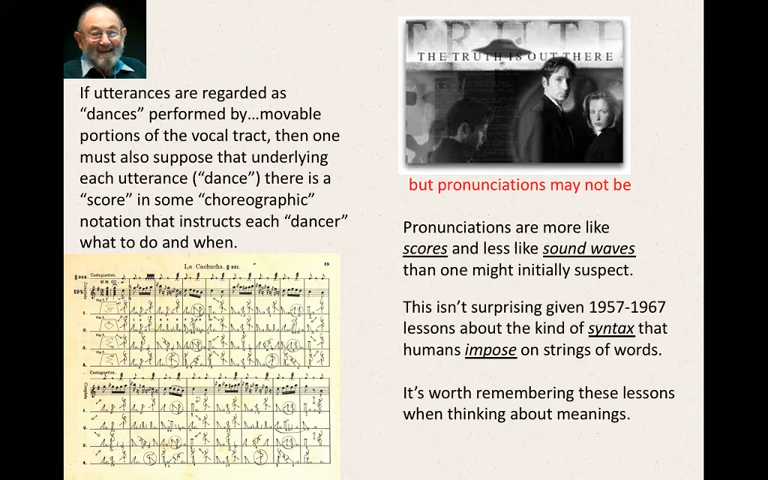 If utterances are regarded as
“dances” performed by…movable
portions of the vocal tract, then one
must also suppose that underlying
each utterance (“dance”) there is a
“score” in some “choreographic”
notation that instructs each “dancer”
what to do and when.
La Cachucha.
TRUTH
THE TRUTH IS OUT THERE
but pronunciations may not be
Pronunciations are more like
scores and less like sound waves
than one might initially suspect.
This isn’t surprising given 1957-1967
lessons about the kind of syntax that
humans impose on strings of words.
It’s worth remembering these lessons
when thinking about meanings.